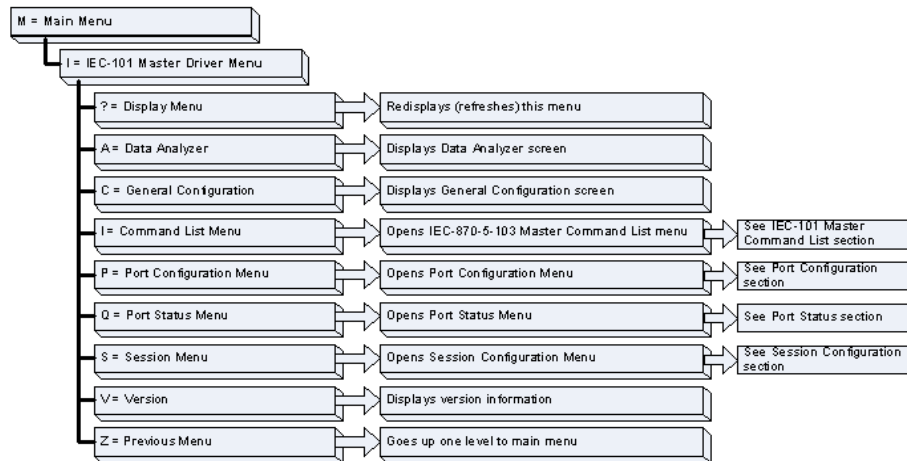 M = Main Menu
I = IEC-101 Master Driver Menu
? = Display Menu
Redisplays (refreshes) this menu
A = Data Analyzer
Displays Data Analyzer screen
C = General Configuration
Displays General Configuration screen
I = Command List Menu
Opens IEC-870-5-103 Master Command List menu
See IEC-101 Master
Command List section
P = Port Configuration Menu
Opens Port Configuration Menu
See Port Configuration
section
Q = Port Status Menu
Opens Port Status Menu
See Port Status section
S = Session Menu
Opens Session Configuration Menu
See Session Configuration
section
V = Version
Displays version information
Z = Previous Menu
Goes up one level to main menu